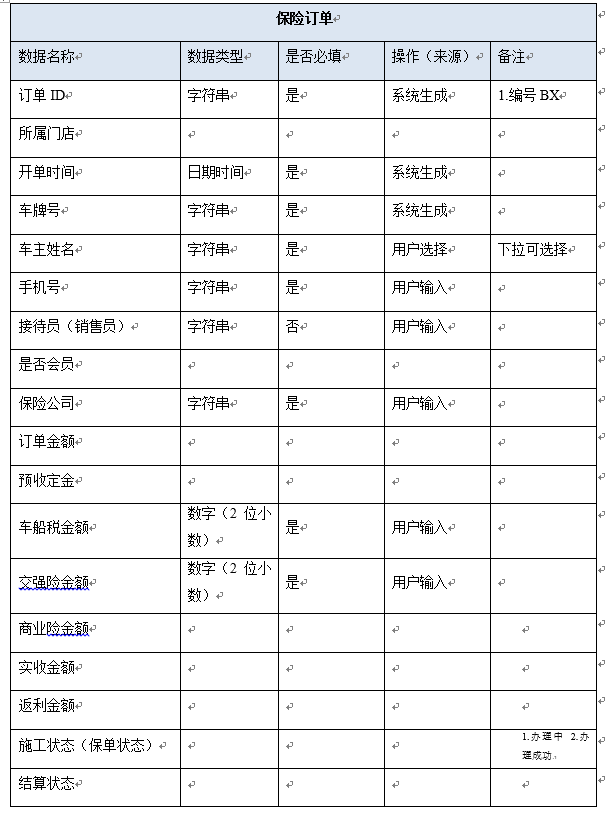 保险订单
数据名称 数据类型 是否必填 操作（来源） 备注
订单 ID 字符串 是 系统生成 1.编号 BX
所属门店
开单时间 日期时间 是 系统生成
车牌号 字符串 是 系统生成
车主姓名 字符串 是 用户选择 下拉可选择
手机号 字符串 是 用户输入
接待员（销售员） 字符串 否 用户输入
是否会员
保险公司 字符串 是 用户输入
订单金额
预收定金
车船税金额 数字（2 位小 是 用户输入
数）
交强险金额 数字（2 位小 是 用户输入
数）
商业险金额
实收金额
返利金额
施工状态（保单状态） 1.办理中 2.办
理成功
结算状态